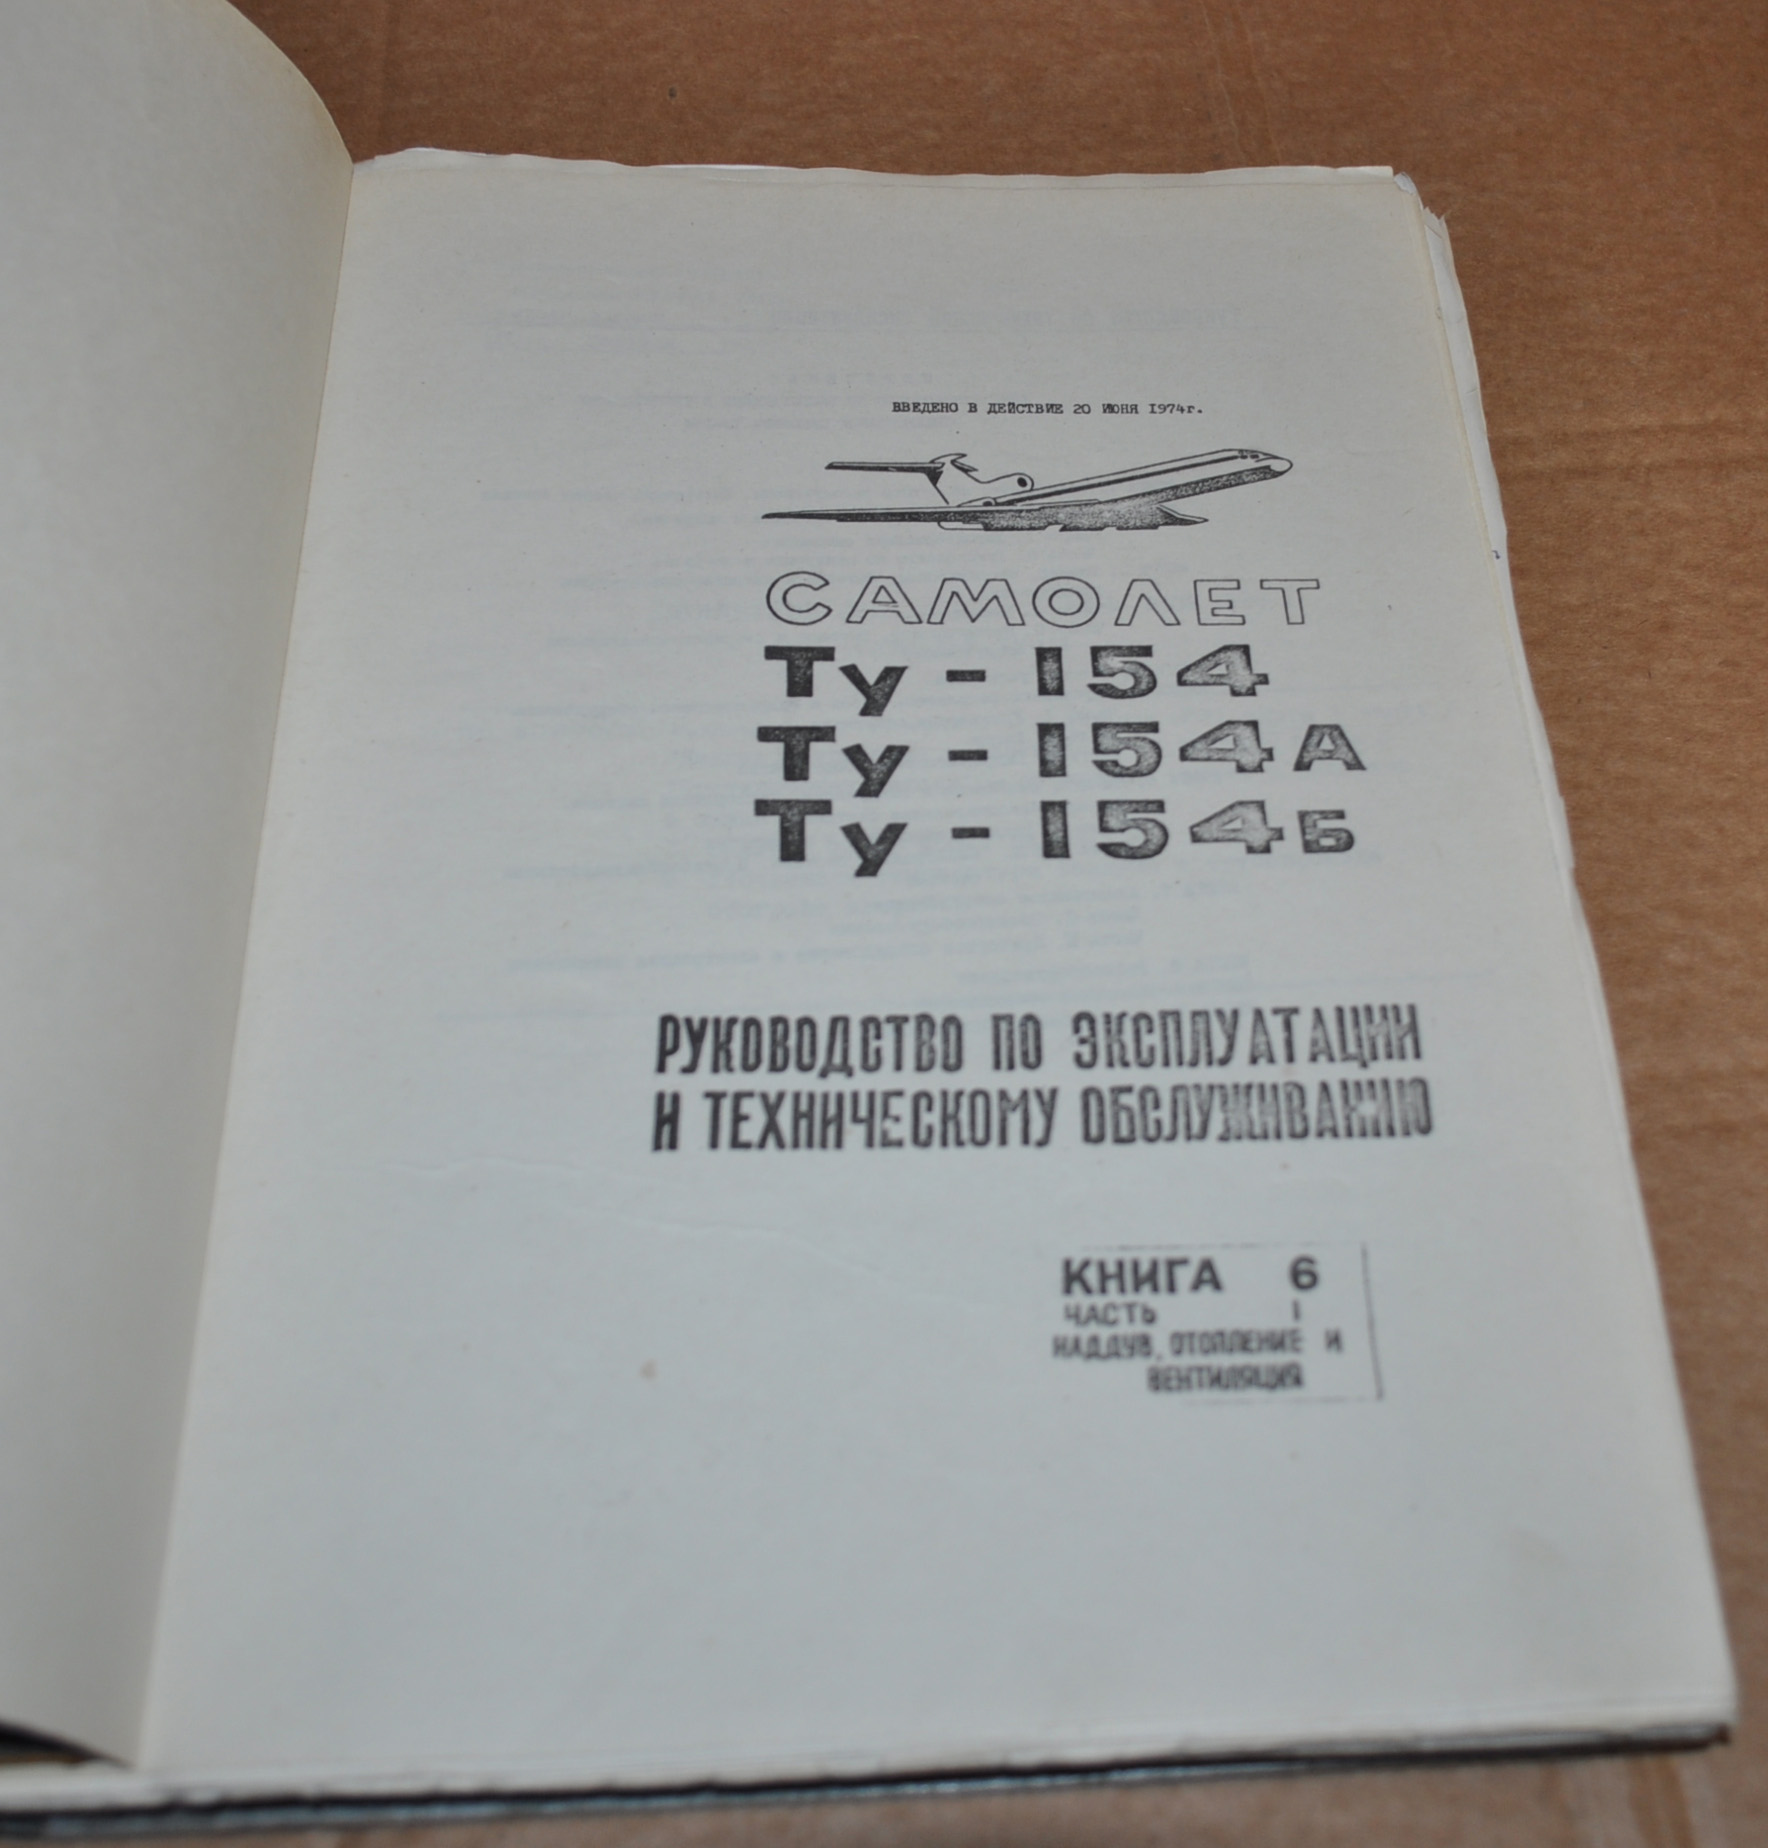 ВВЕДЕНО В ДЕЙСТВИЕ 20 ИЮНЯ 1974г.
САМОЛЕТ
Ту - 154
Ту - 154А
Ту - 154Б
РУКОВОДСТВО ПО ЭКСПЛУАТАЦИИ
И ТЕХНИЧЕСКОМУ ОБСЛУЖИВАНИЮ
КНИГА 6
ЧАСТЬ I
НАДДУВ, ОТОПЛЕНИЕ И
ВЕНТИЛЯЦИЯ